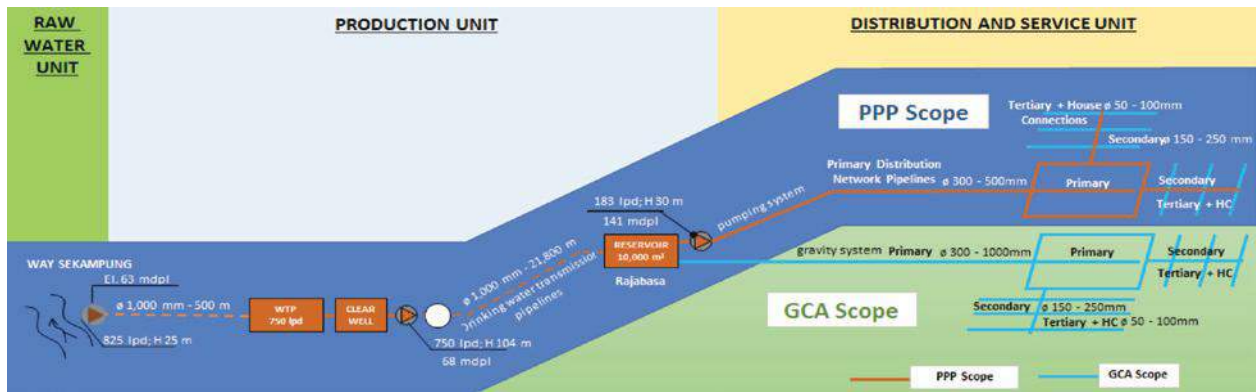 RAW
WATER
UNIT
PRODUCTION UNIT
DISTRIBUTION AND SERVICE UNIT
PPP Scope
Tertiary + House ø 50 - 100mm
Connections
Secondary ø 150 - 250 mm
Primary Distribution
Network Pipelines ø 300 - 500mm
Primary
Secondary
Tertiary + HC
183 lpd; H 30 m
141 mdpl
pumping system
RESERVOIR
10,000 m³
Rajabasa
gravity system Primary ø 300 - 1000mm
Primary
Secondary
Tertiary + HC
WAY SEKAMPUNG
El. 63 mdpl
ø 1,000 mm - 500 m
825 lpd; H 25 m
WTP
750 lpd
CLEAR
WELL
ø 1,000 mm - 21,800 m
Drinking water transmission
pipelines
750 lpd; H 104 m
68 mdpl
GCA Scope
Secondary ø 150 - 250mm
Tertiary + HC ø 50 - 100mm
PPP Scope
GCA Scope